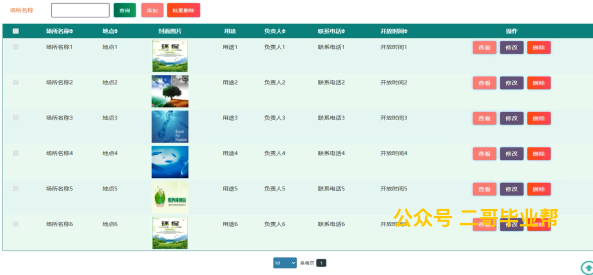 场所名称 查询 添加 批量删除
场所名称 地点 封面图片 用途 负责人 联系电话 开放时间 操作
场所名称1 地点1 用途1 负责人1 联系电话1 开放时间1 查看 修改 删除
场所名称2 地点2 用途2 负责人2 联系电话2 开放时间2 查看 修改 删除
场所名称3 地点3 用途3 负责人3 联系电话3 开放时间3 查看 修改 删除
场所名称4 地点4 用途4 负责人4 联系电话4 开放时间4 查看 修改 删除
场所名称5 地点5 用途5 负责人5 联系电话5 开放时间5 查看 修改 删除
公众号 二哥毕业帮
场所名称6 地点6 用途6 负责人6 联系电话6 开放时间6 查看 修改 删除
10 条每页 1